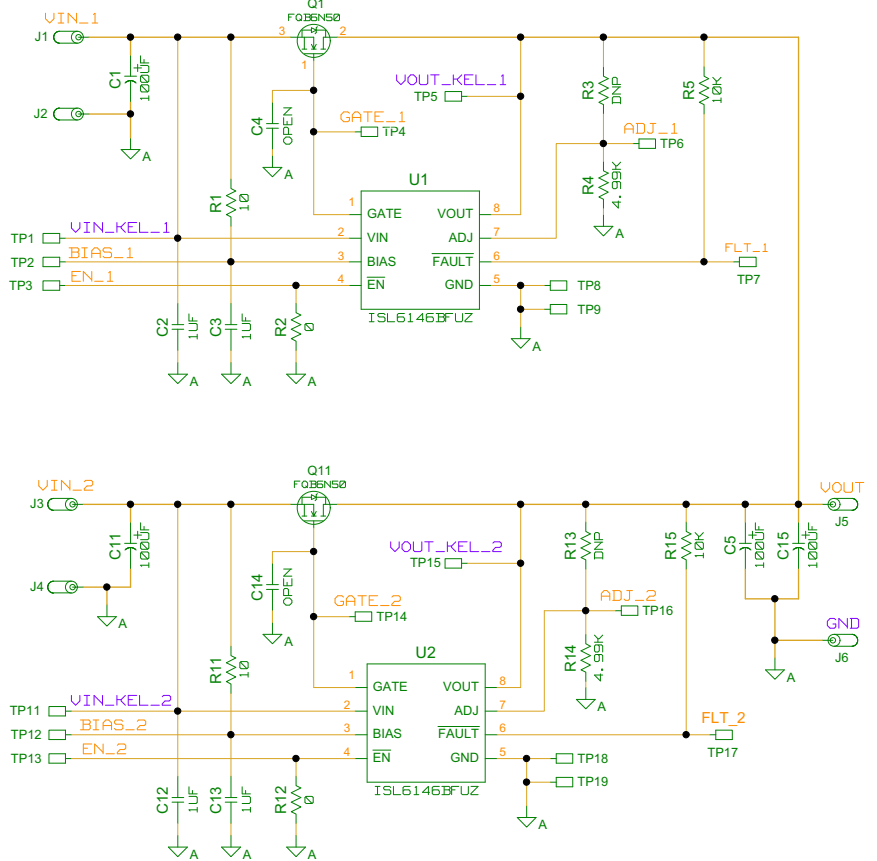 VIN_1
Q1
FQB6N50
J1
3
2
1
C1
100UF
J2
A
C4
OPEN
A
GATE_1
TP4
VOUT_KEL_1
TP5
R3
DNP
R5
10K
ADJ_1
TP6
R4
4.99K
A
R1
10
U1
1
GATE
VOUT
8
TP1
VIN_KEL_1
2
VIN
ADJ
7
TP2
BIAS_1
3
BIAS
FAULT
6
FLT_1
TP7
TP3
EN_1
4
EN
GND
5
TP8
TP9
ISL6146BFUZ
C2
1UF
C3
1UF
R2
0
A
A
A
A
VIN_2
Q11
FQB6N50
VOUT
J3
J5
C11
100UF
J4
A
C14
OPEN
A
VOUT_KEL_2
TP15
R13
DNP
R15
10K
C5
100UF
C15
100UF
GATE_2
TP14
ADJ_2
TP16
GND
J6
A
R14
4.99K
A
R11
10
U2
1
GATE
VOUT
8
TP11
VIN_KEL_2
2
VIN
ADJ
7
TP12
BIAS_2
3
BIAS
FAULT
6
FLT_2
TP17
TP13
EN_2
4
EN
GND
5
TP18
TP19
ISL6146BFUZ
C12
1UF
C13
1UF
R12
0
A
A
A
A